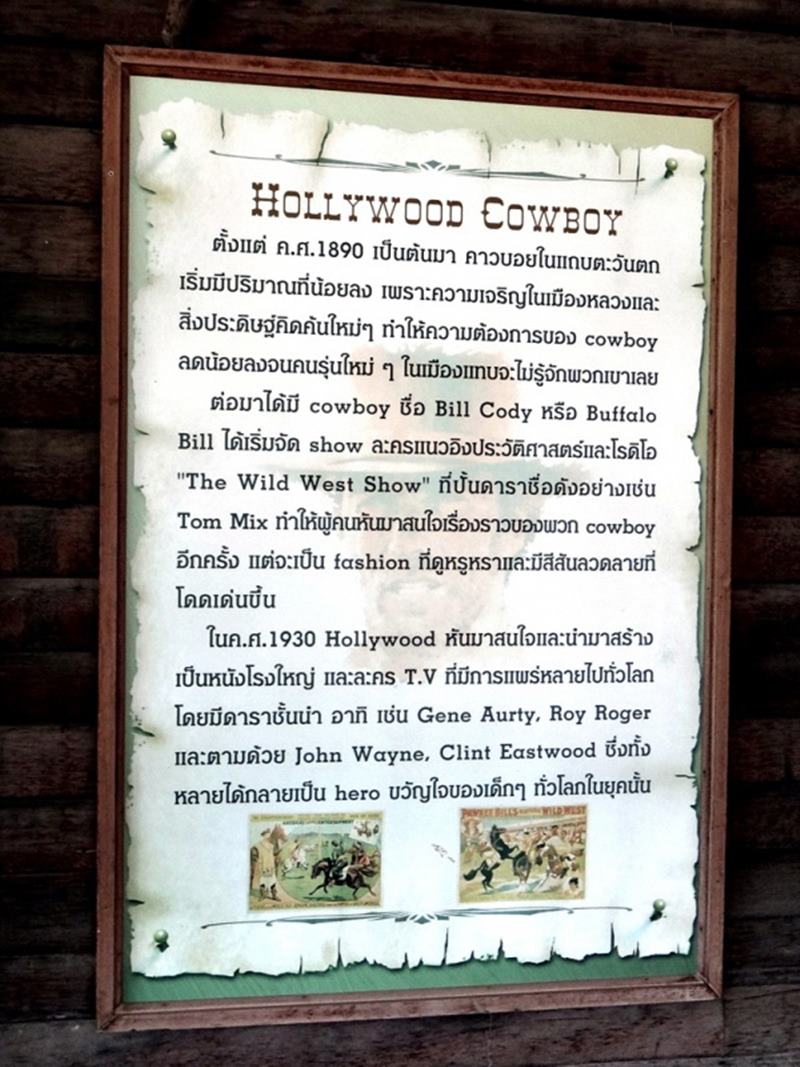 HOLLYWOOD COWBOY
ตั้งแต่ ค.ศ.1890 เป็นต้นมา คาวบอยในแถบตะวันตก
เริ่มมีปริมาณที่น้อยลง เพราะความเจริญในเมืองหลวงและ
สิ่งประดิษฐ์คิดค้นใหม่ๆ ทำให้ความต้องการของ cowboy
ลดน้อยลงจนคนรุ่นใหม่ ๆ ในเมืองแทบจะไม่รู้จักพวกเขาเลย
ต่อมาได้มี cowboy ชื่อ Bill Cody หรือ Buffalo
Bill ได้เริ่มจัด show ละครแนวอิงประวัติศาสตร์และโรดิโอ
"The Wild West Show" ที่ปั้นดาราชื่อดังอย่างเช่น
Tom Mix ทำให้ผู้คนหันมาสนใจเรื่องราวของพวก cowboy
อีกครั้ง แต่จะเป็น fashion ที่ดูหรูหราและมีสีสันลวดลายที่
โดดเด่นขึ้น
ในค.ศ.1930 Hollywood หันมาสนใจและนำมาสร้าง
เป็นหนังโรงใหญ่ และละคร T.V ที่มีการแพร่หลายไปทั่วโลก
โดยมีดาราชั้นนำ อาทิ เช่น Gene Aurty, Roy Roger
และตามด้วย John Wayne, Clint Eastwood ซึ่งทั้ง
หลายได้กลายเป็น hero ขวัญใจของเด็กๆ ทั่วโลกในยุคนั้น
PAWNEE BILL'S WILD WEST